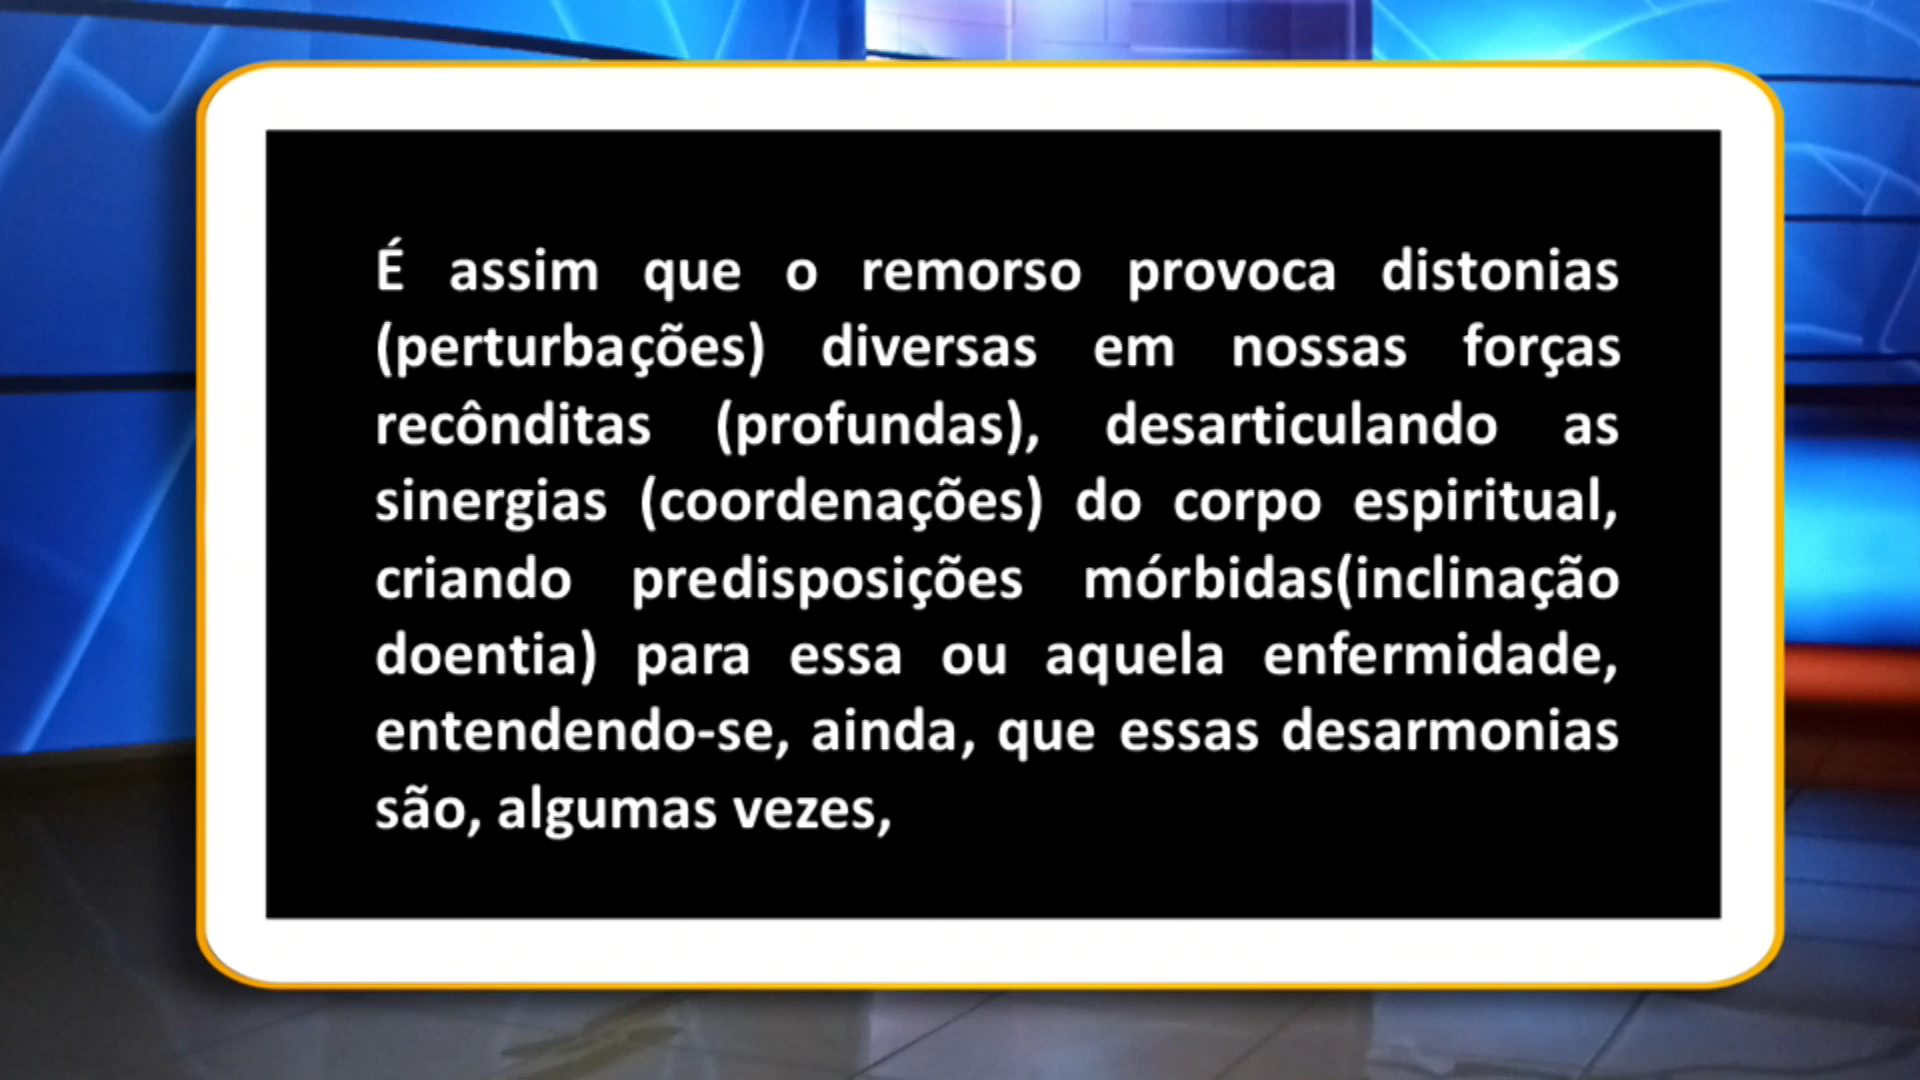 É assim que o remorso provoca distonias
(perturbações) diversas em nossas forças
recônditas (profundas), desarticulando as
sinergias (coordenações) do corpo espiritual,
criando predisposições mórbidas(inclinação
doentia) para essa ou aquela enfermidade,
entendendo-se, ainda, que essas desarmonias
são, algumas vezes,